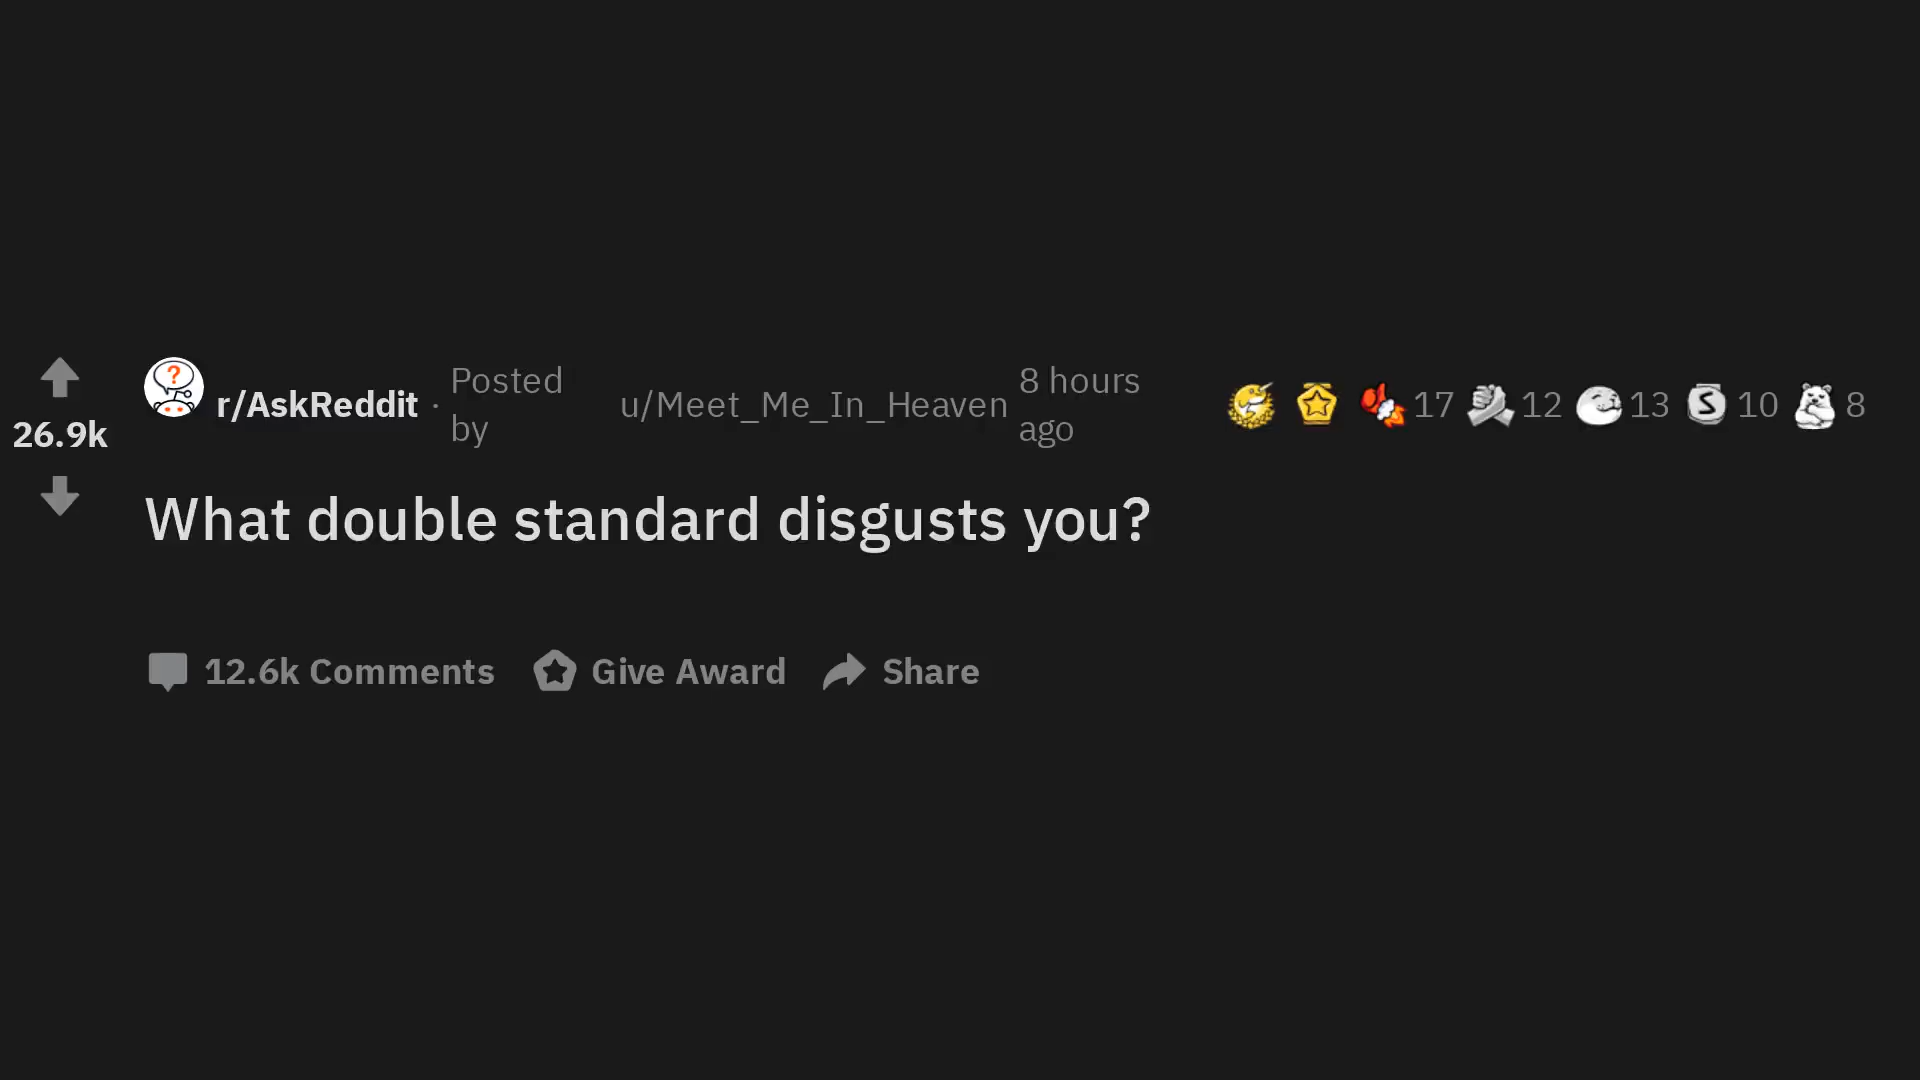 r/AskReddit · Posted by u/Meet_Me_In_Heaven 8 hours ago 17 12 13 S 10 8
26.9k
What double standard disgusts you?
12.6k Comments Give Award Share